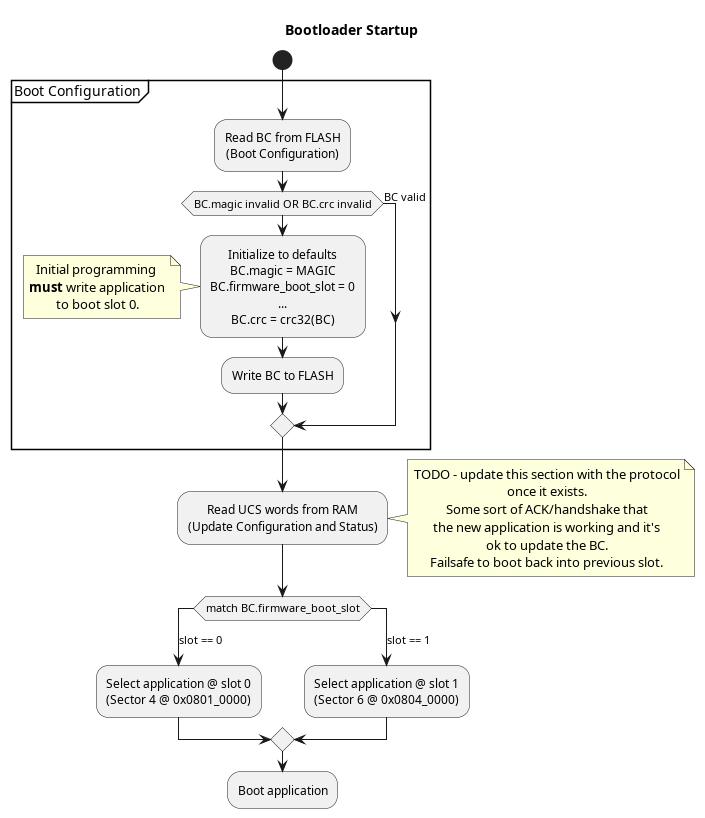 Bootloader Startup
Boot Configuration
Read BC from FLASH
(Boot Configuration)
BC.magic invalid OR BC.crc invalid
BC valid
Initial programming
must write application
to boot slot 0.
Initialize to defaults
BC.magic = MAGIC
BC.firmware_boot_slot = 0
...
BC.crc = crc32(BC)
Write BC to FLASH
Read UCS words from RAM
(Update Configuration and Status)
TODO - update this section with the protocol
once it exists.
Some sort of ACK/handshake that
the new application is working and it's
ok to update the BC.
Failsafe to boot back into previous slot.
match BC.firmware_boot_slot
slot == 0
slot == 1
Select application @ slot 0
(Sector 4 @ 0x0801_0000)
Select application @ slot 1
(Sector 6 @ 0x0804_0000)
Boot application